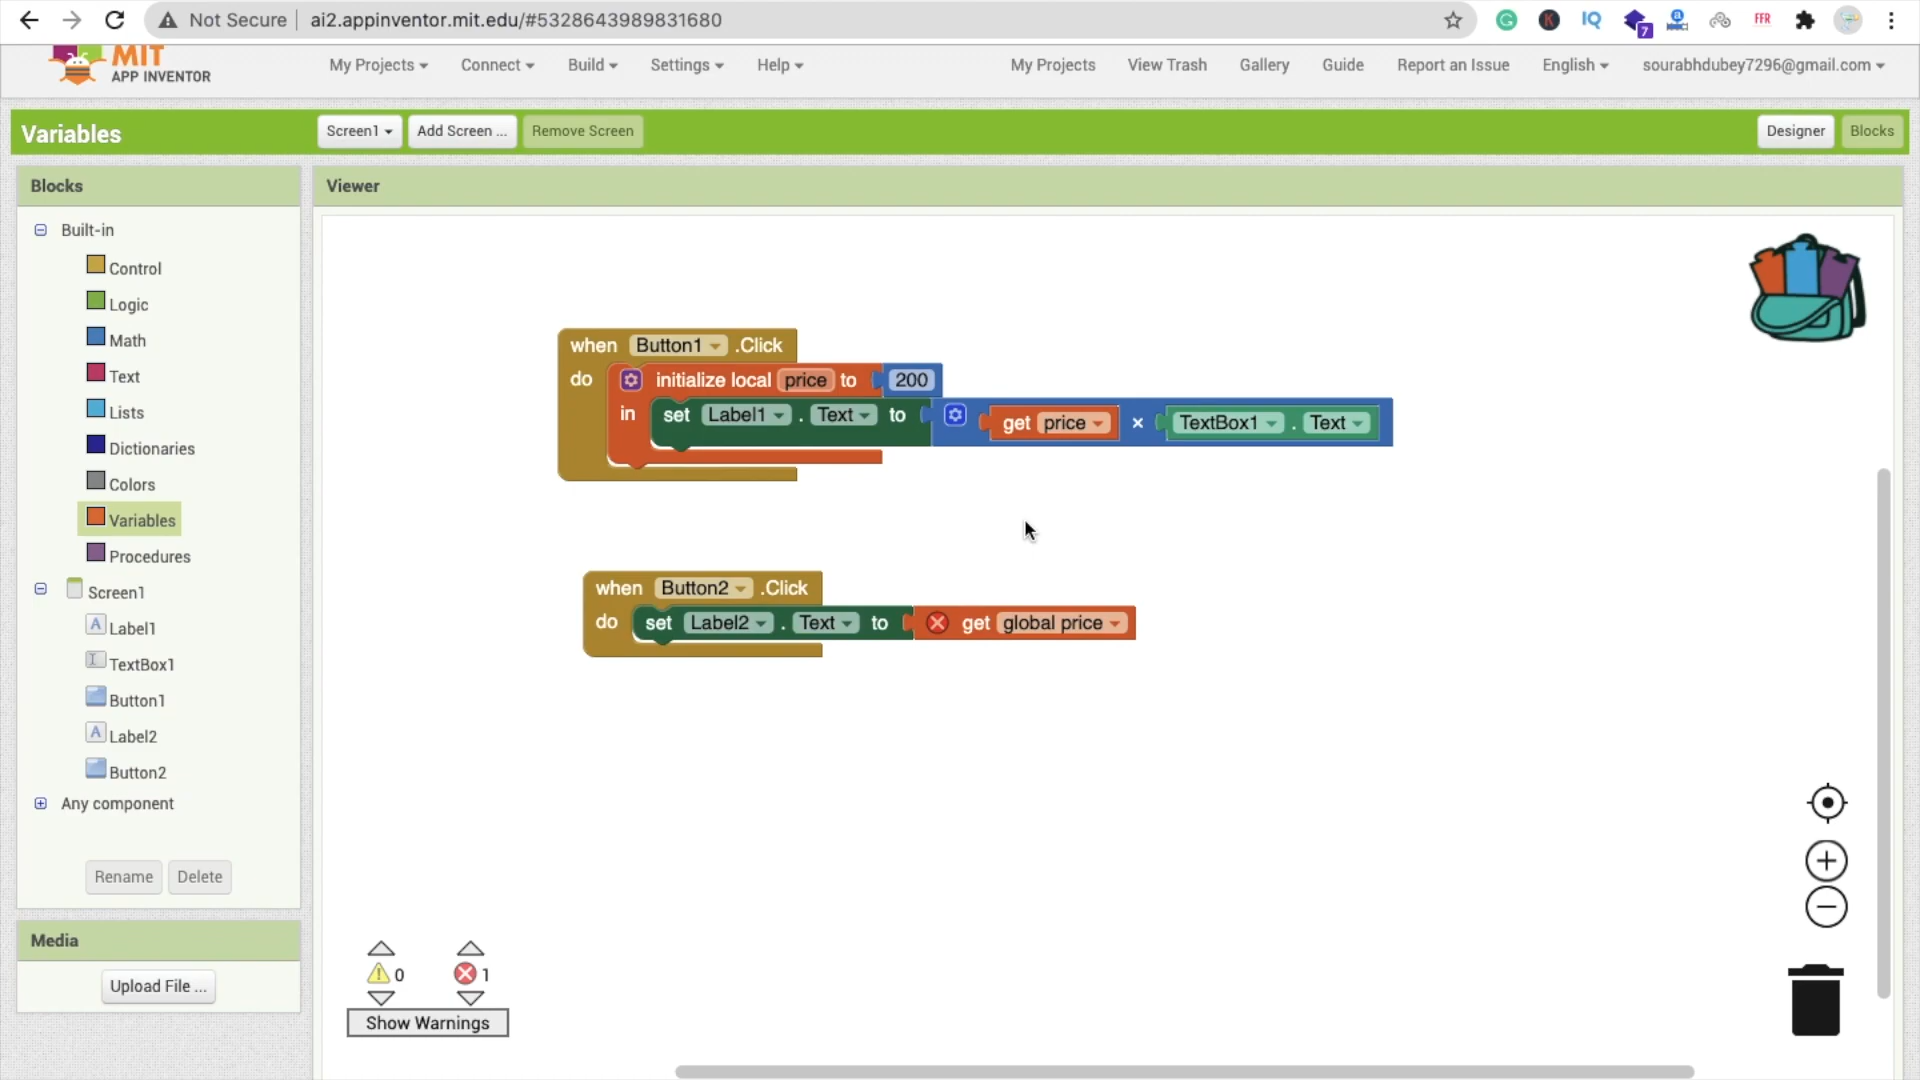 Not Secure ai2.appinventor.mit.edu/#5328643989831680
G K IQ 7 a FFR
MIT
APP INVENTOR
My Projects Connect Build Settings Help My Projects View Trash Gallery Guide Report an Issue English sourabhdubey7296@gmail.com
Variables Screen1 Add Screen ... Remove Screen Designer Blocks
Blocks
Built-in
Control
Logic
Math
Text
Lists
Dictionaries
Colors
Variables
Procedures
Screen1
A Label1
TextBox1
Button1
A Label2
Button2
Any component
Rename Delete
Media
Upload File ...
Viewer
when Button1 .Click
do initialize local price to 200
in set Label1 . Text to get price × TextBox1 . Text
when Button2 .Click
do set Label2 . Text to get global price
0 1
Show Warnings